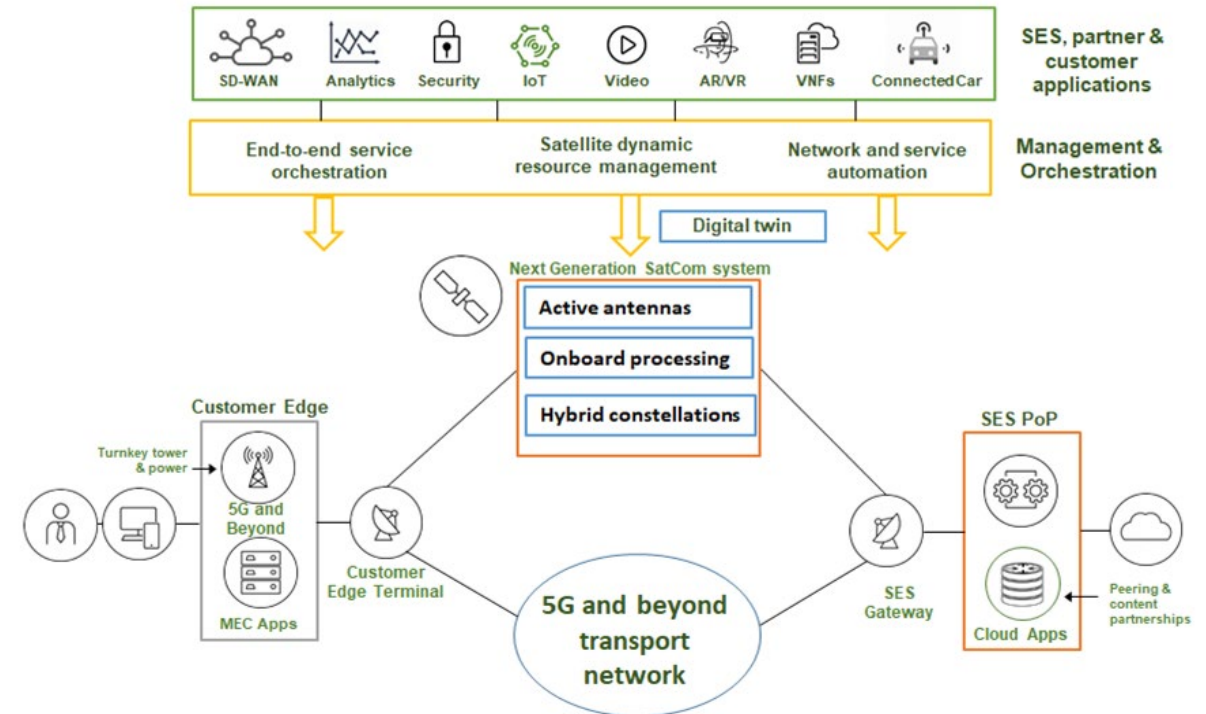 SD-WAN
Analytics
Security
IoT
Video
AR/VR
VNFs
ConnectedCar
SES, partner &
customer
applications
End-to-end service
orchestration
Satellite dynamic
resource management
Network and service
automation
Management &
Orchestration
Digital twin
Next Generation SatCom system
Active antennas
Onboard processing
Hybrid constellations
Customer Edge
Turnkey tower
& power
5G and
Beyond
MEC Apps
Customer
Edge Terminal
5G and beyond
transport
network
SES
Gateway
SES PoP
Cloud Apps
Peering &
content
partnerships